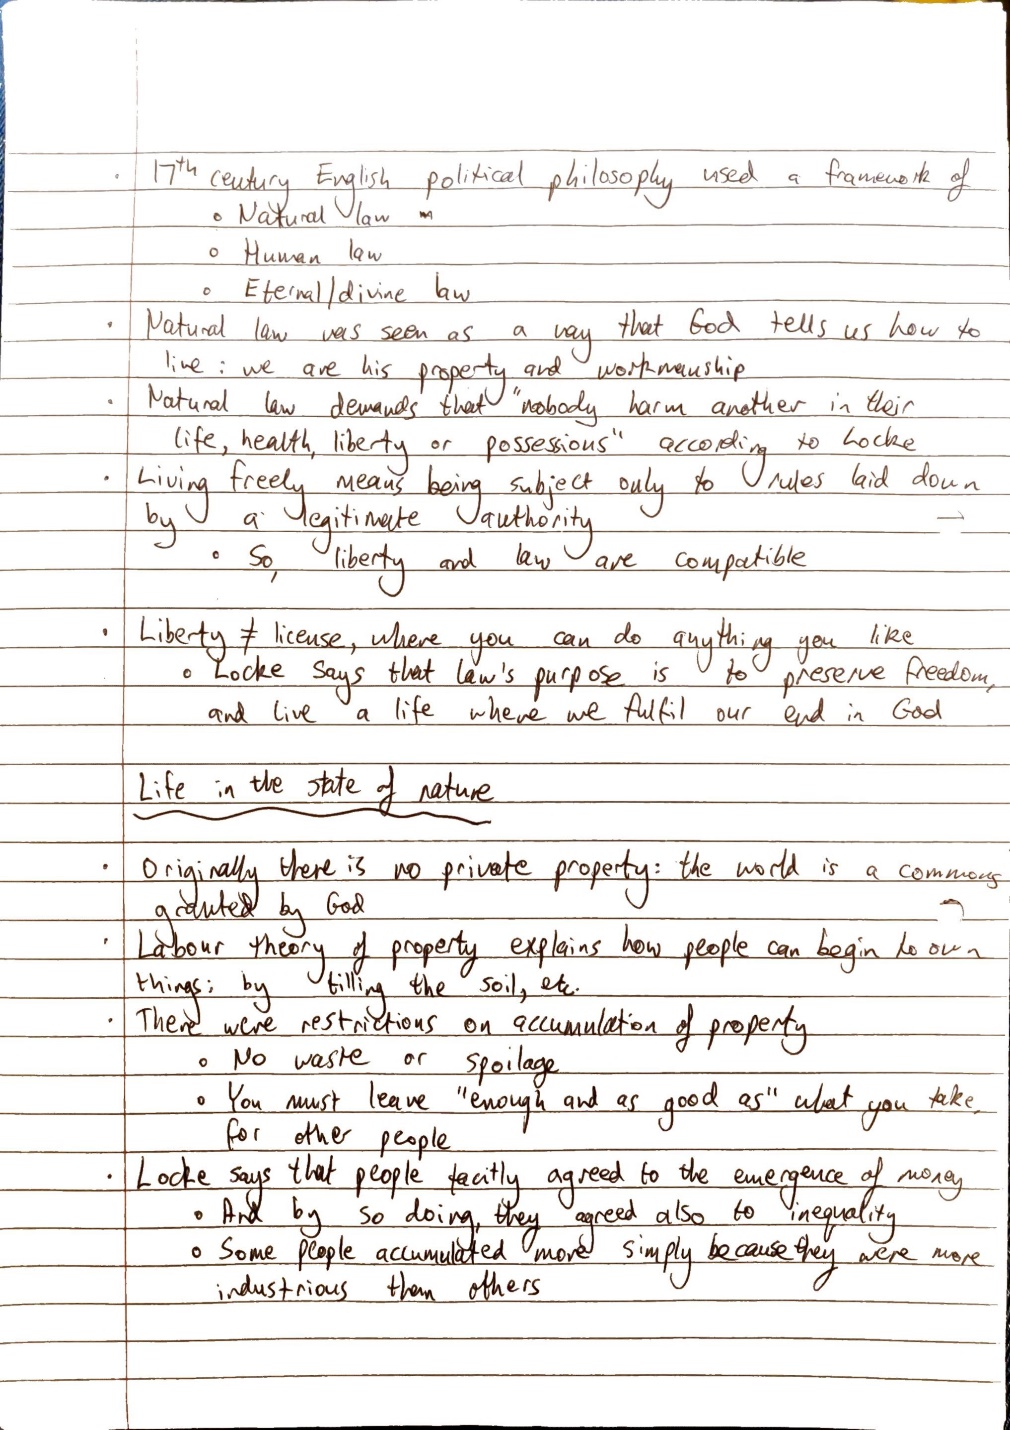 · 17th century English political philosophy used a framework of
◦ Natural law
◦ Human law
◦ Eternal/divine law
· Natural law was seen as a way that God tells us how to
live: we are his property and workmanship
· Natural law demands that "nobody harm another in their
life, health, liberty or possessions" according to Locke
· Living freely means being subject only to rules laid down
by a legitimate authority
◦ So, liberty and law are compatible
· Liberty ≠ license, where you can do anything you like
◦ Locke says that law's purpose is to preserve freedom,
and live a life where we fulfil our end in God
Life in the state of nature
· Originally there is no private property: the world is a commons
granted by God
· Labour theory of property explains how people can begin to own
things: by tilling the soil, etc.
· There were restrictions on accumulation of property
◦ No waste or spoilage
◦ You must leave "enough and as good as" what you take,
for other people
· Locke says that people tacitly agreed to the emergence of money
◦ And by so doing, they agreed also to inequality
◦ Some people accumulated more simply because they were more
industrious than others